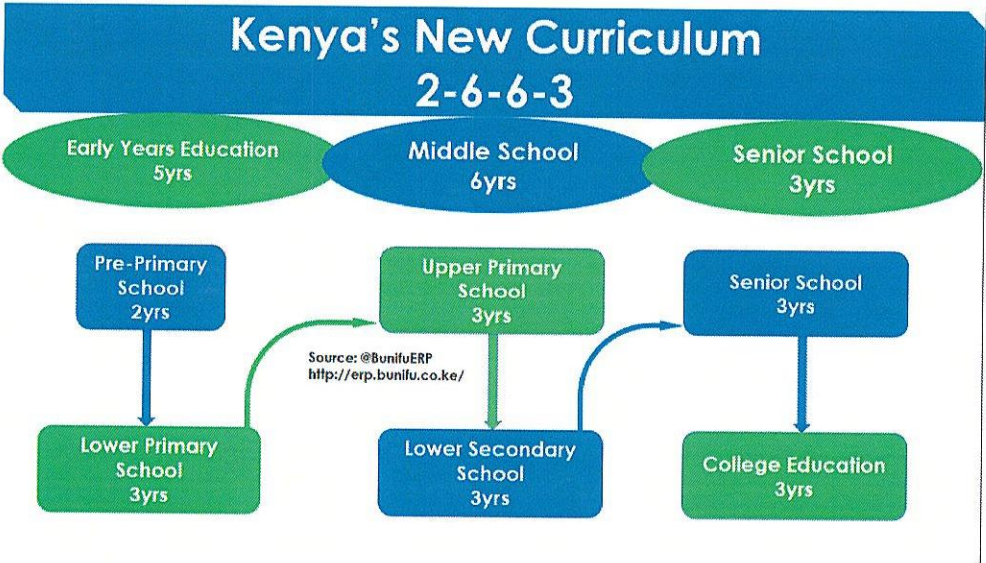 Kenya's New Curriculum
2-6-6-3
Early Years Education
5yrs
Middle School
6yrs
Senior School
3yrs
Pre-Primary
School
2yrs
Lower Primary
School
3yrs
Upper Primary
School
3yrs
Source: @BunifuERP
http://erp.bunifu.co.ke/
Lower Secondary
School
3yrs
Senior School
3yrs
College Education
3yrs